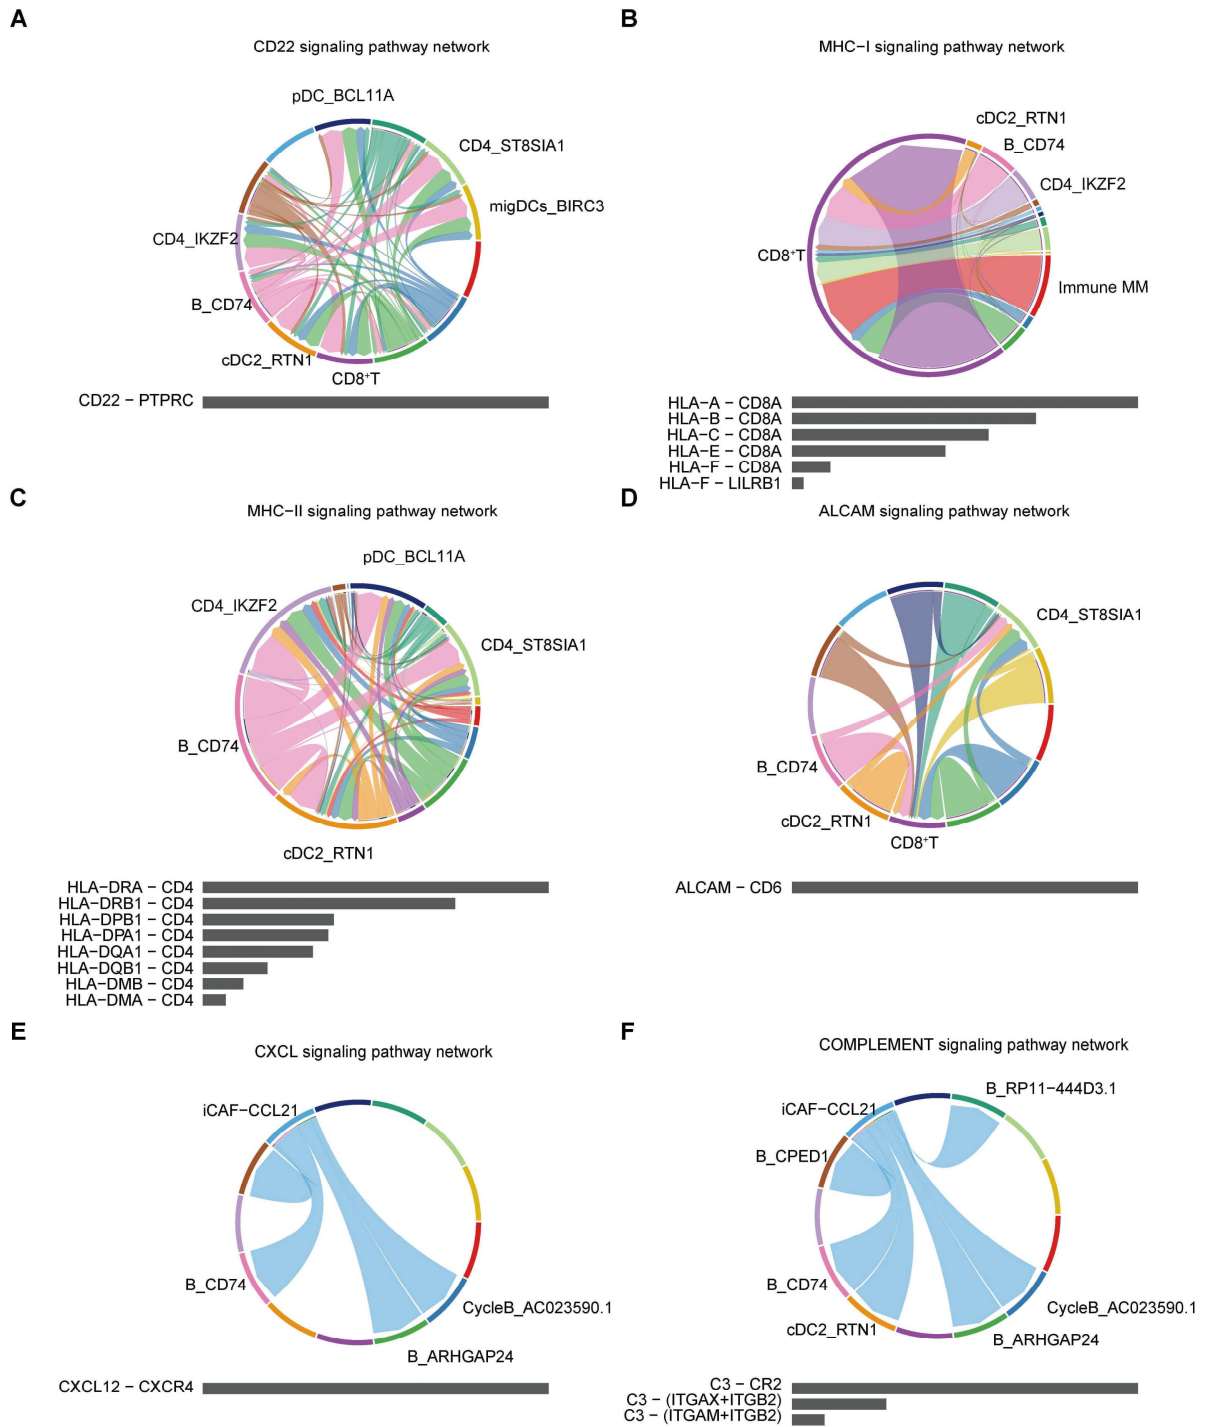 A
CD22 signaling pathway network
pDC_BCL11A
CD4_ST8SIA1
migDCs_BIRC3
CD4_IKZF2
B_CD74
cDC2_RTN1
CD8⁺T
CD22 − PTPRC
B
MHC−I signaling pathway network
cDC2_RTN1
B_CD74
CD4_IKZF2
CD8⁺T
Immune MM
HLA−A − CD8A
HLA−B − CD8A
HLA−C − CD8A
HLA−E − CD8A
HLA−F − CD8A
HLA−F − LILRB1
C
MHC−II signaling pathway network
pDC_BCL11A
CD4_IKZF2
CD4_ST8SIA1
B_CD74
cDC2_RTN1
HLA−DRA − CD4
HLA−DRB1 − CD4
HLA−DPB1 − CD4
HLA−DPA1 − CD4
HLA−DQA1 − CD4
HLA−DQB1 − CD4
HLA−DMB − CD4
HLA−DMA − CD4
D
ALCAM signaling pathway network
CD4_ST8SIA1
B_CD74
cDC2_RTN1
CD8⁺T
ALCAM − CD6
E
CXCL signaling pathway network
iCAF−CCL21
B_CD74
CycleB_AC023590.1
B_ARHGAP24
CXCL12 − CXCR4
F
COMPLEMENT signaling pathway network
B_RP11−444D3.1
iCAF−CCL21
B_CPED1
B_CD74
CycleB_AC023590.1
cDC2_RTN1
B_ARHGAP24
C3 − CR2
C3 − (ITGAX+ITGB2)
C3 − (ITGAM+ITGB2)